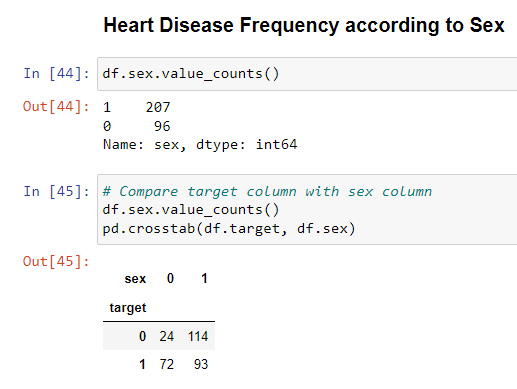 Heart Disease Frequency according to Sex
In [44]: df.sex.value_counts()
Out[44]: 1    207
0     96
Name: sex, dtype: int64
In [45]: # Compare target column with sex column
df.sex.value_counts()
pd.crosstab(df.target, df.sex)
Out[45]:
sex 0 1
target
0 24 114
1 72 93